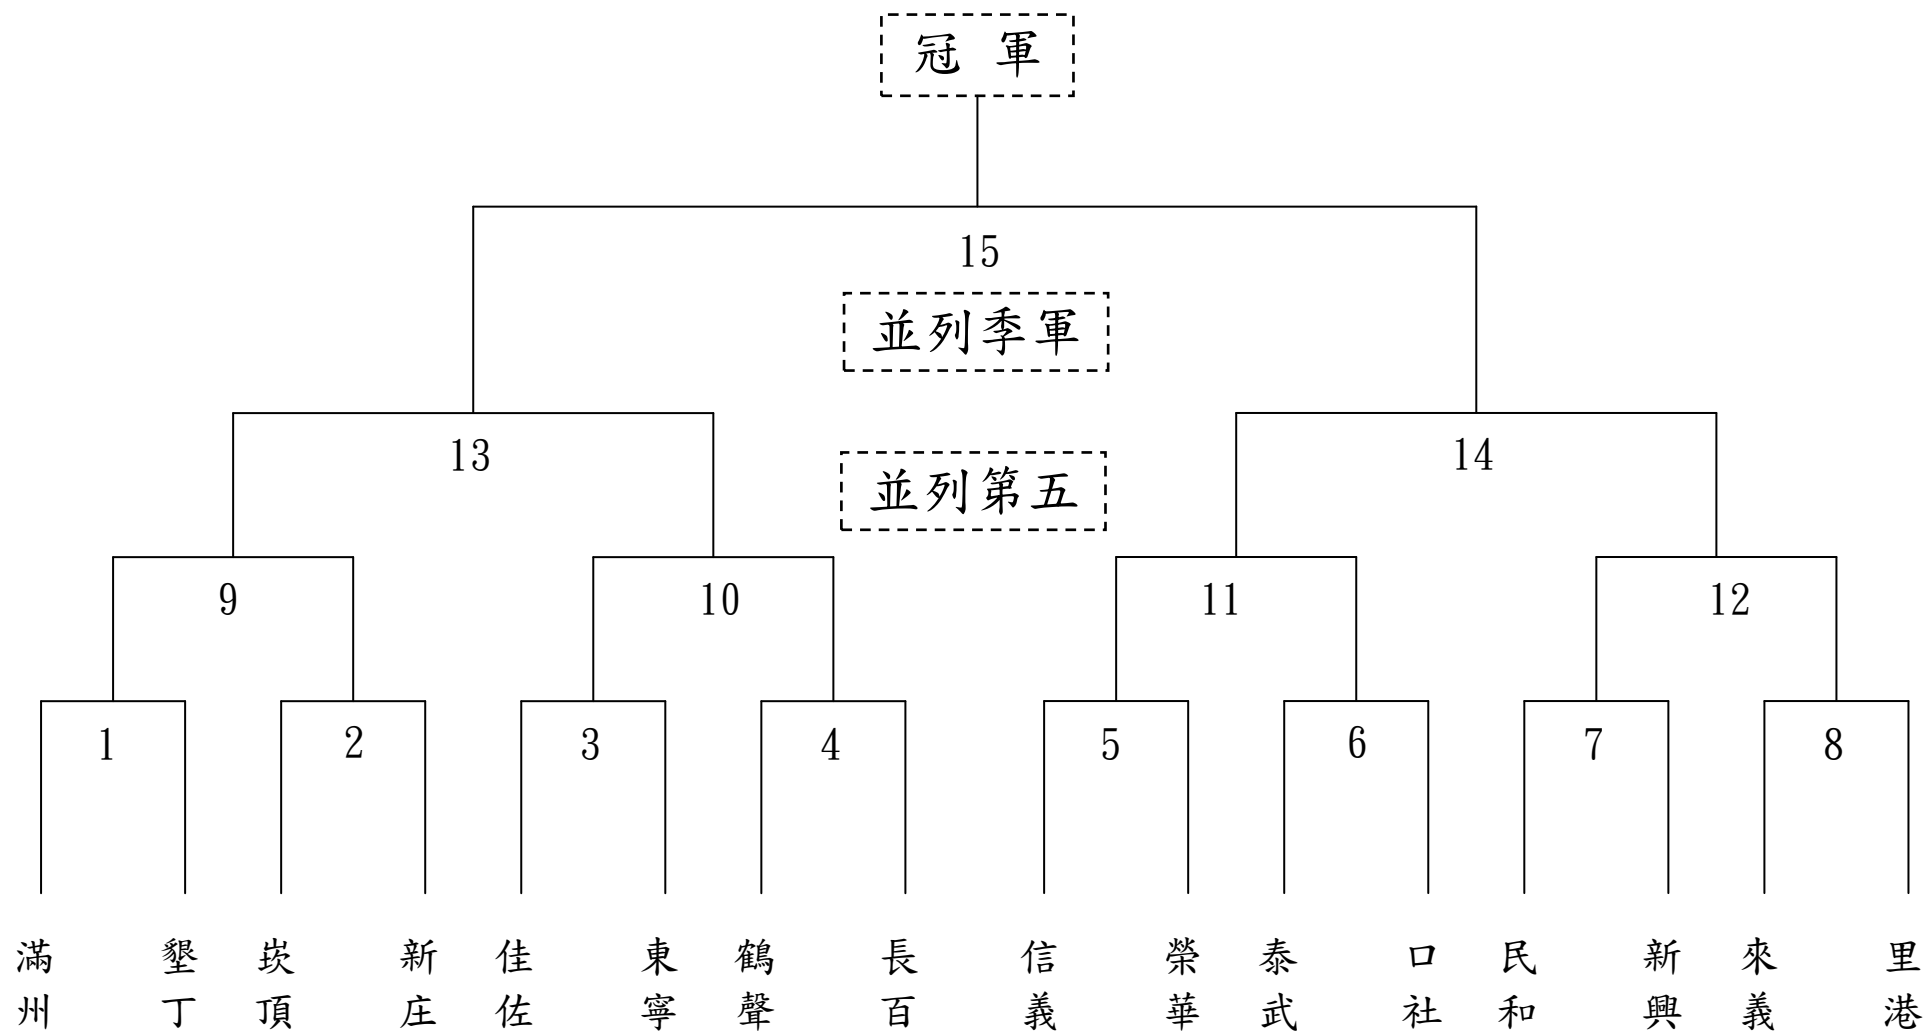 冠 軍
15
並列季軍
13
14
並列第五
9
10
11
12
1
2
3
4
5
6
7
8
滿州
墾丁
崁頂
新庄
佳佐
東寧
鶴聲
長百
信義
榮華
泰武
口社
民和
新興
來義
里港